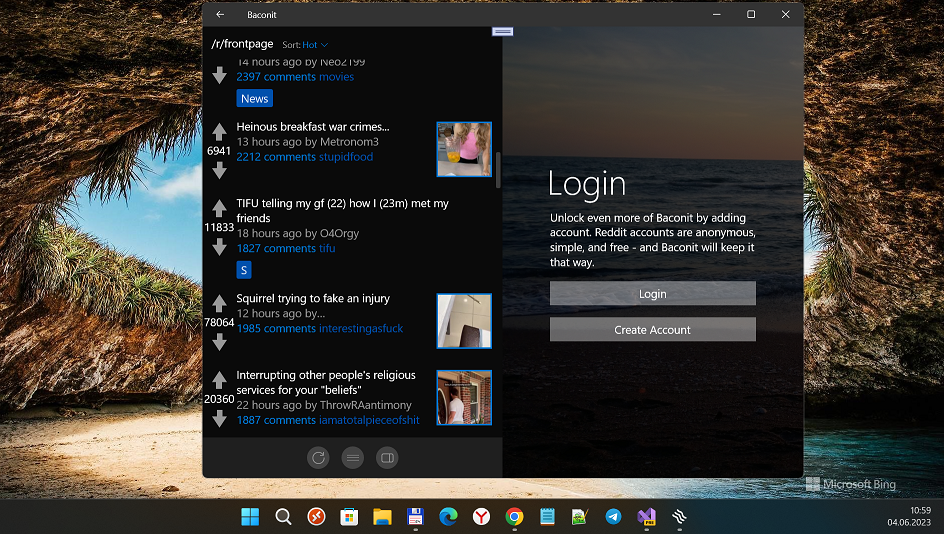 Baconit
/r/frontpage Sort: Hot
14 hours ago by Neo2199
2397 comments movies
News
Heinous breakfast war crimes...
6941
13 hours ago by Metronom3
2212 comments stupidfood
TIFU telling my gf (22) how I (23m) met my
friends
11833
18 hours ago by O4Orgy
1827 comments tifu
S
Squirrel trying to fake an injury
78064
12 hours ago by...
1985 comments interestingasfuck
Interrupting other people's religious
services for your "beliefs"
20360
22 hours ago by ThrowRAantimony
1887 comments iamatotalpieceofshit
Login
Unlock even more of Baconit by adding
account. Reddit accounts are anonymous,
simple, and free - and Baconit will keep it
that way.
Login
Create Account
Microsoft Bing
PRE
10:59
04.06.2023